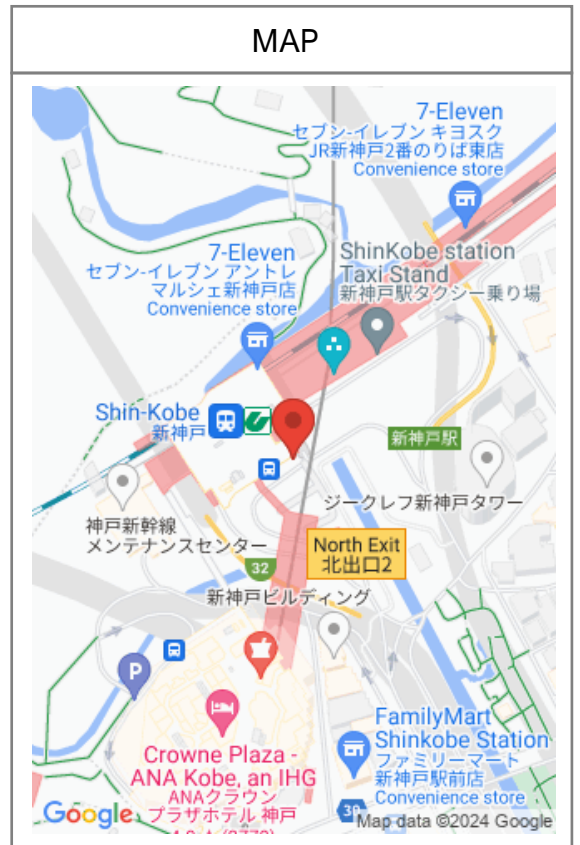 MAP
7-Eleven
セブン-イレブン キヨスク
JR新神戸2番のりば東店
Convenience store
7-Eleven
セブン-イレブン アントレ
マルシェ新神戸店
Convenience store
ShinKobe station
Taxi Stand
新神戸駅タクシー乗り場
Shin-Kobe
新神戸
新神戸駅
ジークレフ新神戸タワー
神戸新幹線
メンテナンスセンター
North Exit
北出口2
32
新神戸ビルディング
P
FamilyMart
Shinkobe Station
ファミリーマート
新神戸駅前店
Convenience store
Crowne Plaza -
ANA Kobe, an IHG
ANAクラウン
プラザホテル 神戸
30
Google
Map data ©2024 Google